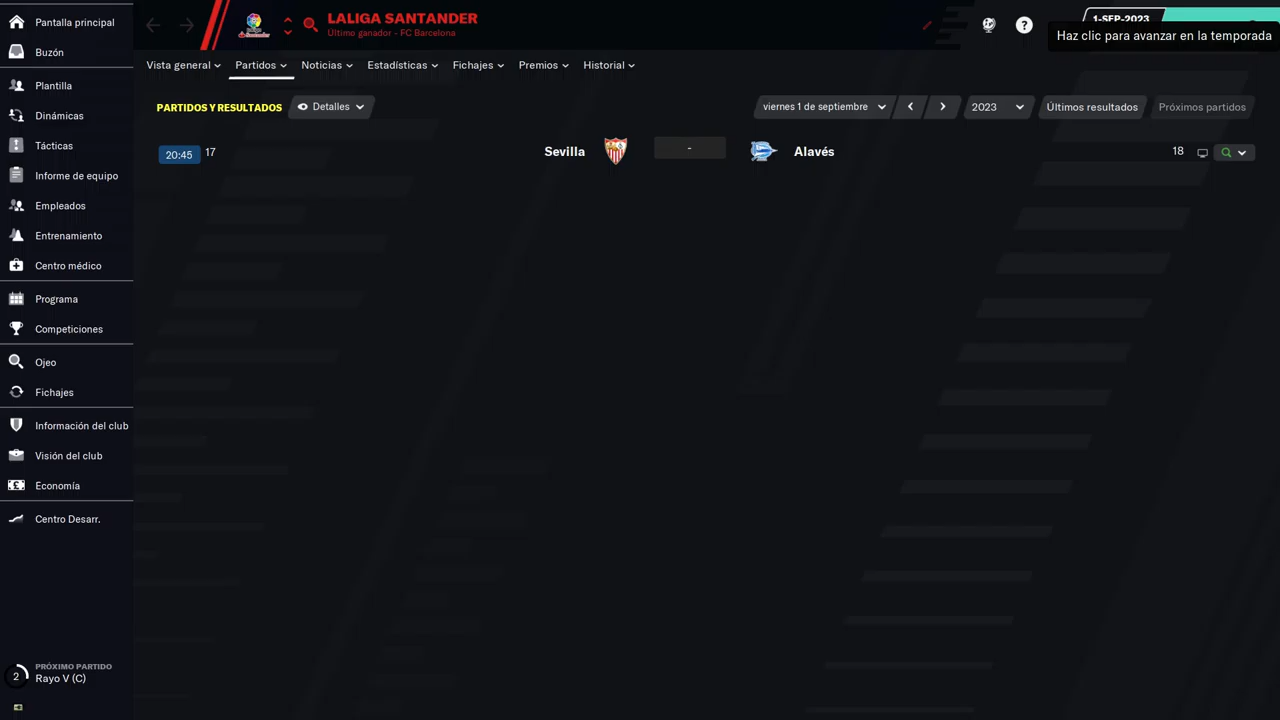 Pantalla principal
Buzón
Plantilla
Dinámicas
Tácticas
Informe de equipo
Empleados
Entrenamiento
Centro médico
Programa
Competiciones
Ojeo
Fichajes
Información del club
Visión del club
Economía
Centro Desarr.
PRÓXIMO PARTIDO
2 Rayo V (C)
LALIGA SANTANDER
Último ganador - FC Barcelona
1-SEP-2023
Haz clic para avanzar en la temporada
Vista general Partidos Noticias Estadísticas Fichajes Premios Historial
PARTIDOS Y RESULTADOS Detalles viernes 1 de septiembre 2023 Últimos resultados Próximos partidos
20:45 17 Sevilla - Alavés 18